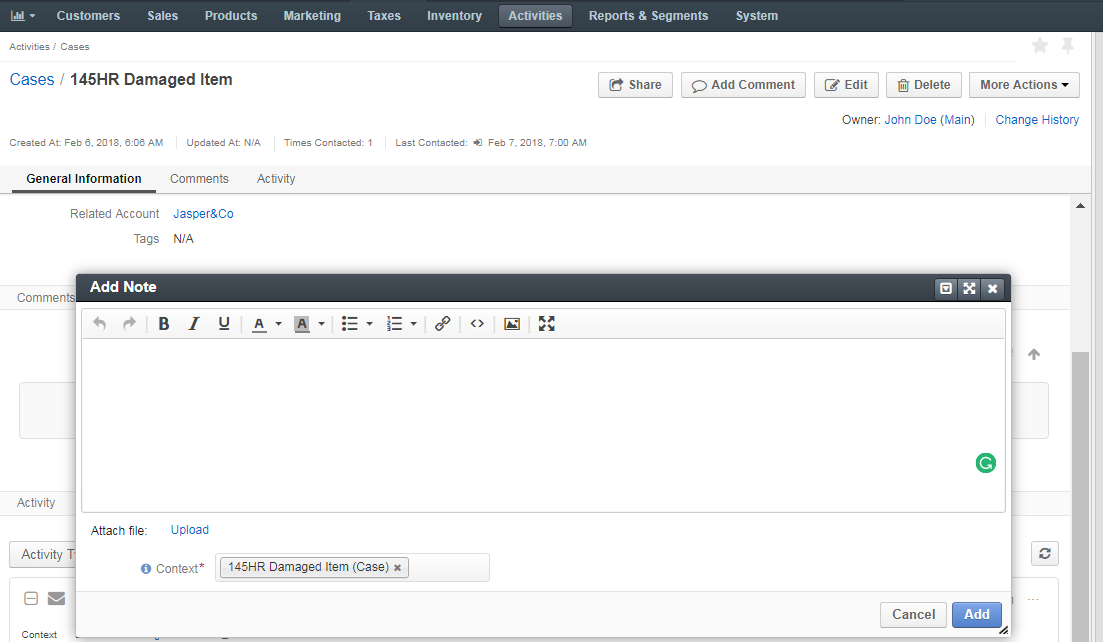 Customers Sales Products Marketing Taxes Inventory Activities Reports & Segments System
Activities / Cases
Cases / 145HR Damaged Item
Share Add Comment Edit Delete More Actions
Owner: John Doe (Main) Change History
Created At: Feb 6, 2018, 6:06 AM Updated At: N/A Times Contacted: 1 Last Contacted: Feb 7, 2018, 7:00 AM
General Information Comments Activity
Related Account Jasper&Co
Tags N/A
Comments
Add Note
B I U A A
Attach file: Upload
Context* 145HR Damaged Item (Case) ×
Cancel Add
Activity
Activity T
Context